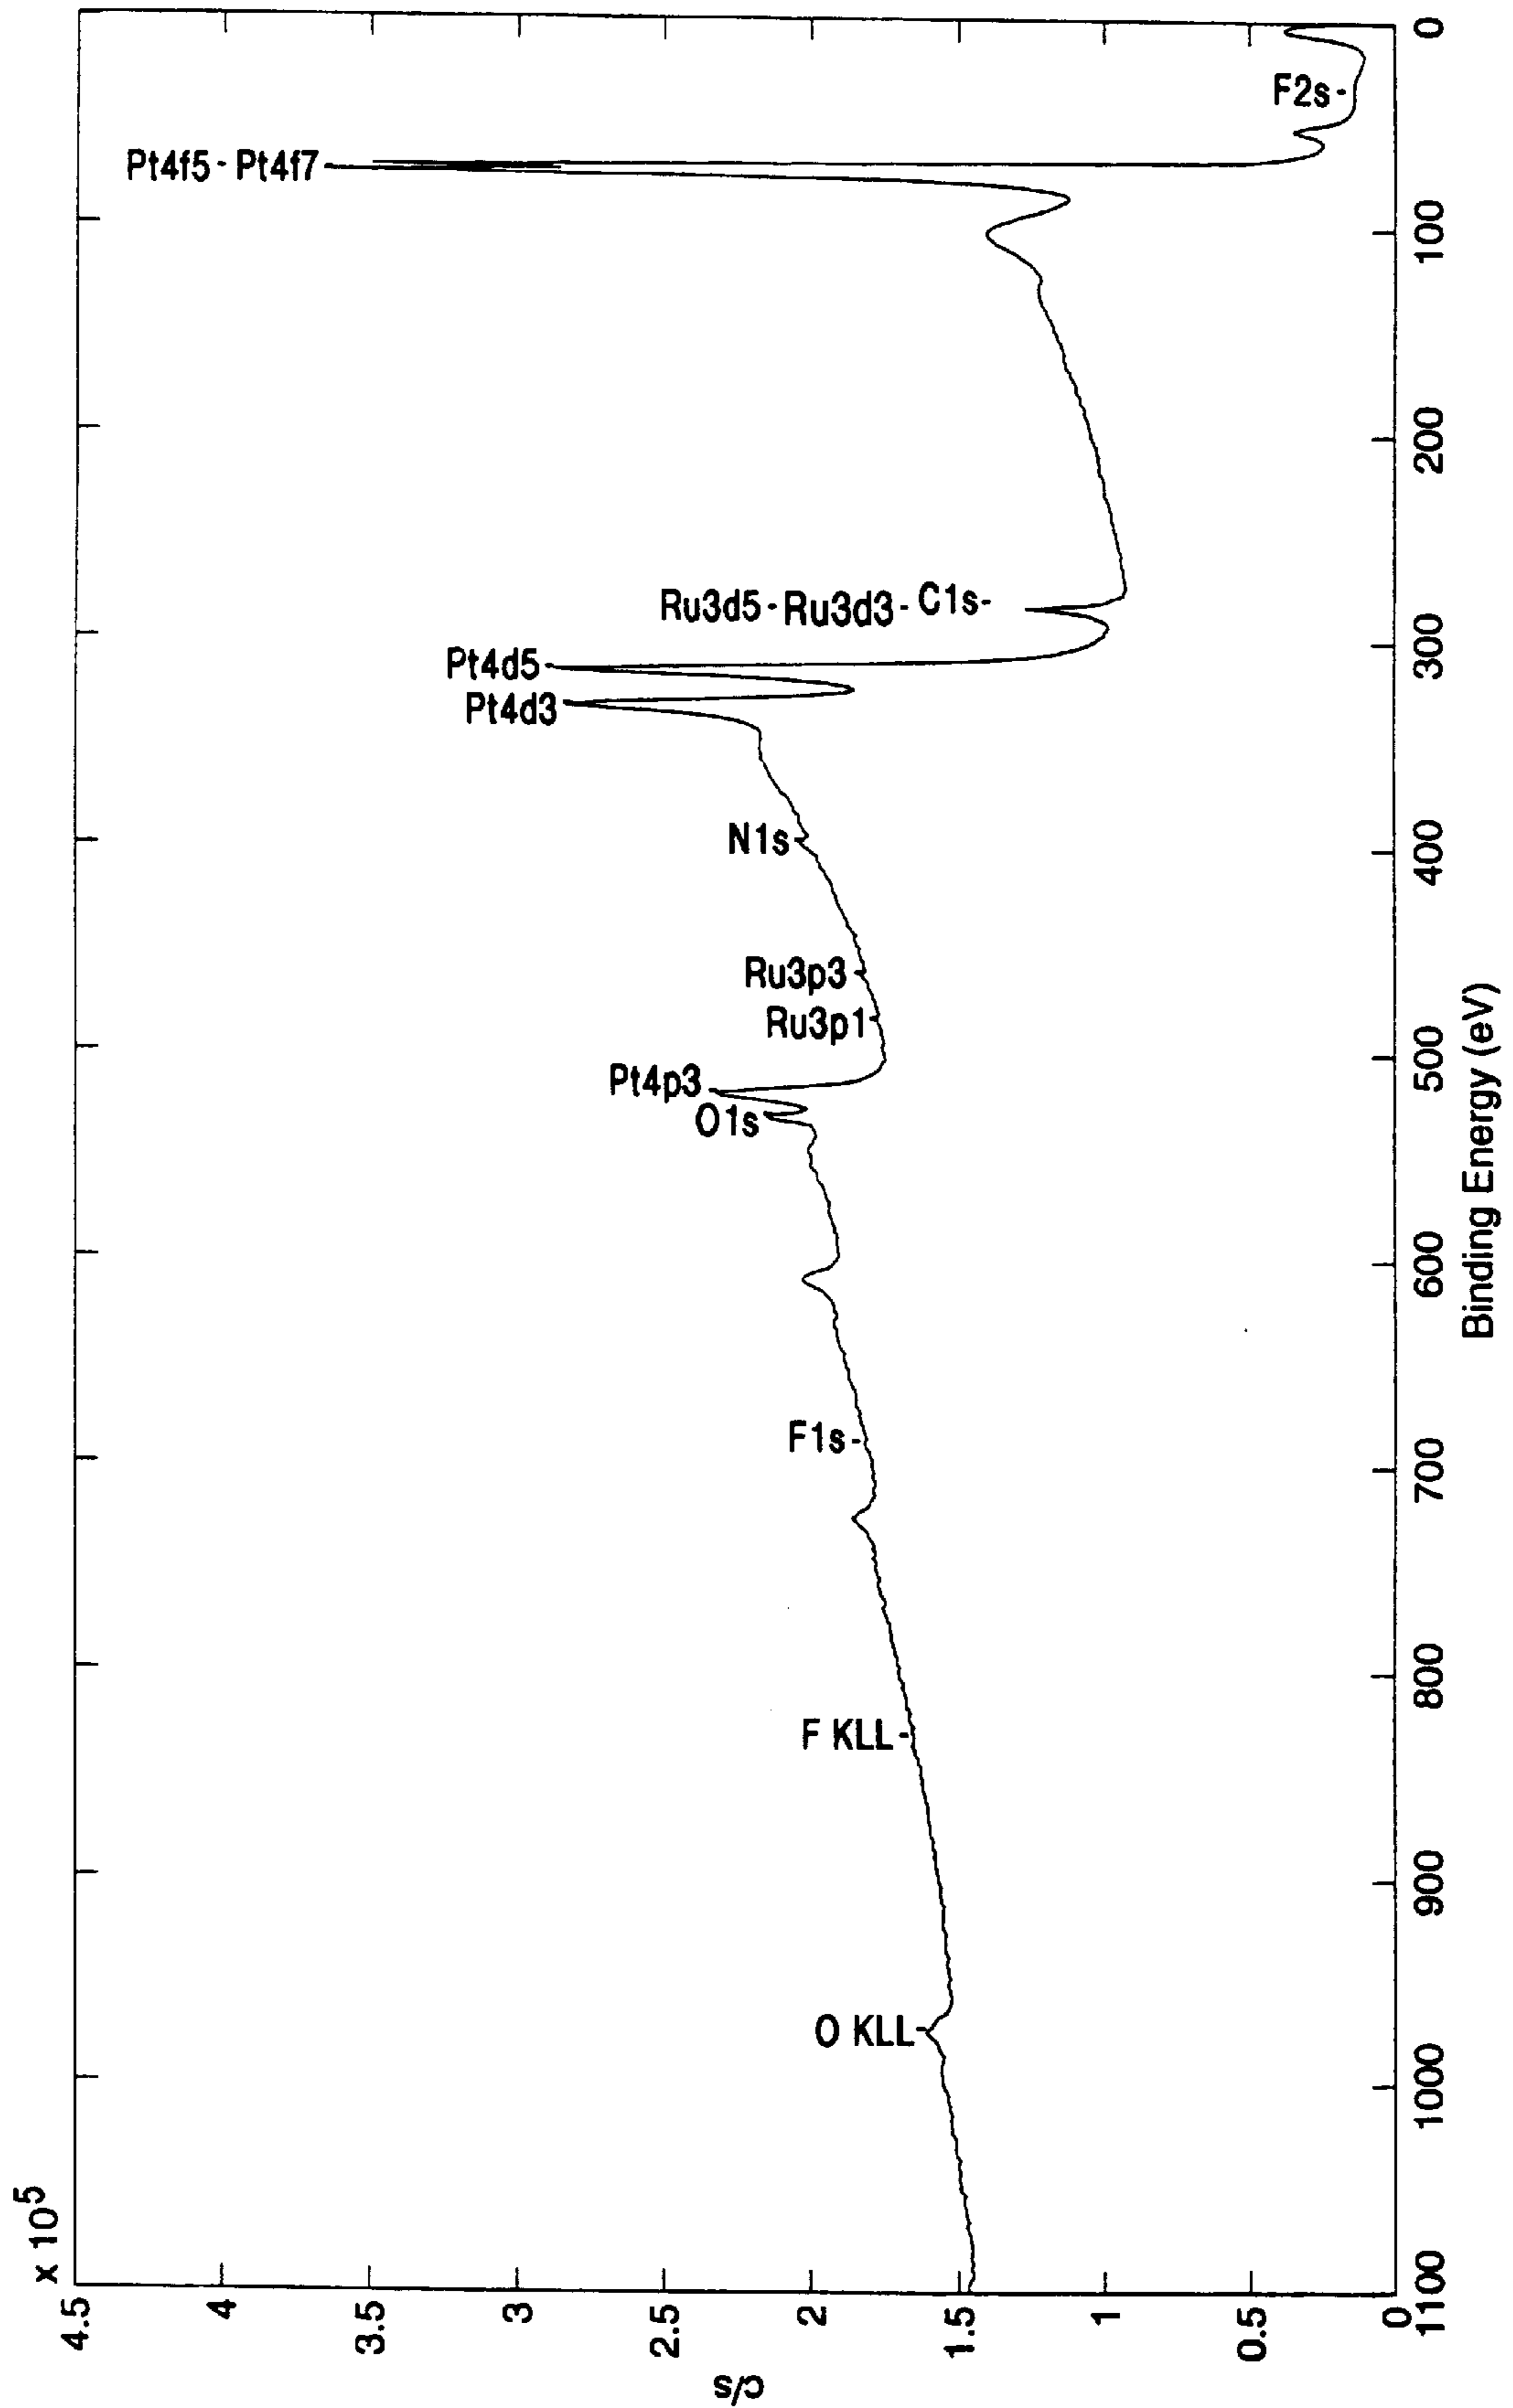 x 10⁵
4.5
4
3.5
3
2.5
2
1.5
1
0.5
0
c/s
O KLL-
F KLL-
F1s-
O1s
Pt4p3
Ru3p1
Ru3p3
N1s
Pt4d3
Pt4d5
Ru3d5-Ru3d3-C1s-
Pt4f5-Pt4f7
F2s-
1100 1000 900 800 700 600 500 400 300 200 100 0
Binding Energy (eV)